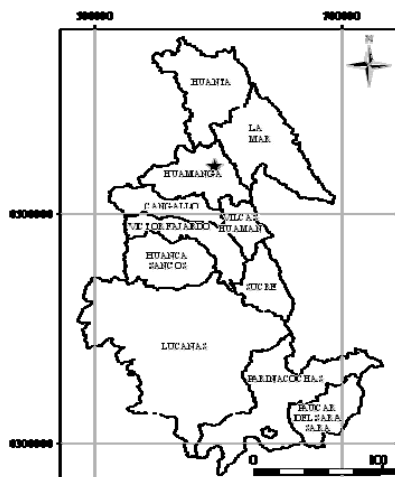 N
HUANTA
LA
MAR
HUAMANGA
CANGALLO
VILCAS
HUAMAN
VICTOR FAJARDO
HUANCA
SANCOS
SUCRE
LUCANAS
PARINACOCHAS
PAUCAR
DEL SARA
SARA
0
100